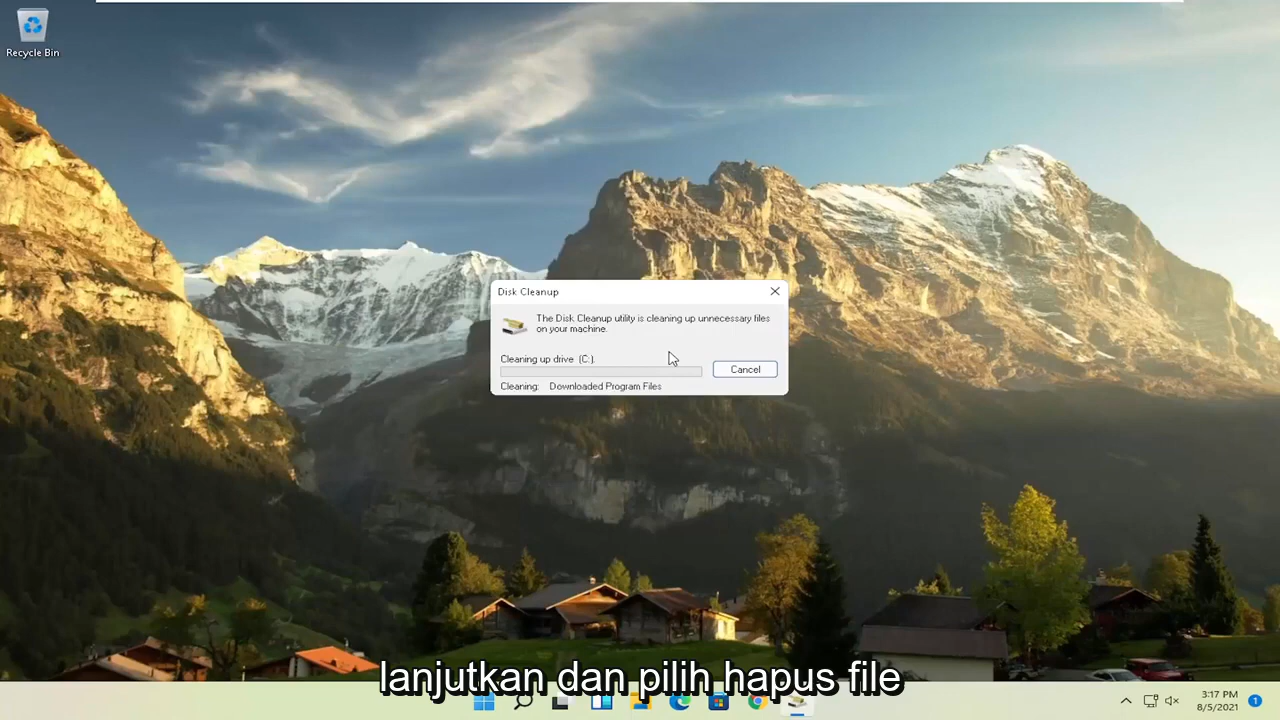 Recycle Bin
Disk Cleanup
The Disk Cleanup utility is cleaning up unnecessary files
on your machine.
Cleaning up drive (C:).
Cancel
Cleaning: Downloaded Program Files
lanjutkan dan pilih hapus file
3:17 PM
8/5/2021
1